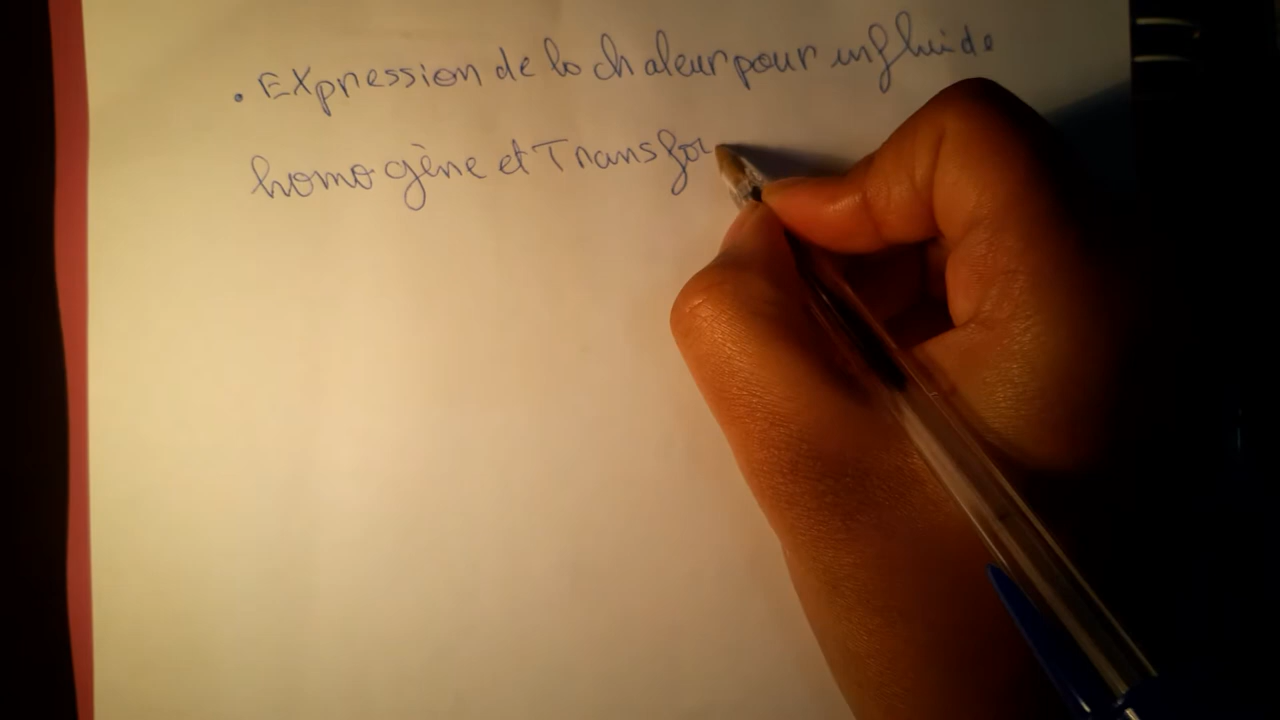 . Expression de la chaleur pour un fluide
homogène et Transfor